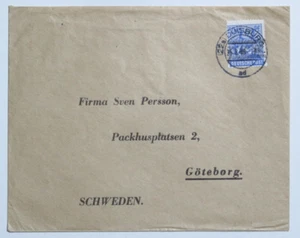 Firma Sven Persson,
Packhusplatsen 2,
Göteborg.
SCHWEDEN.